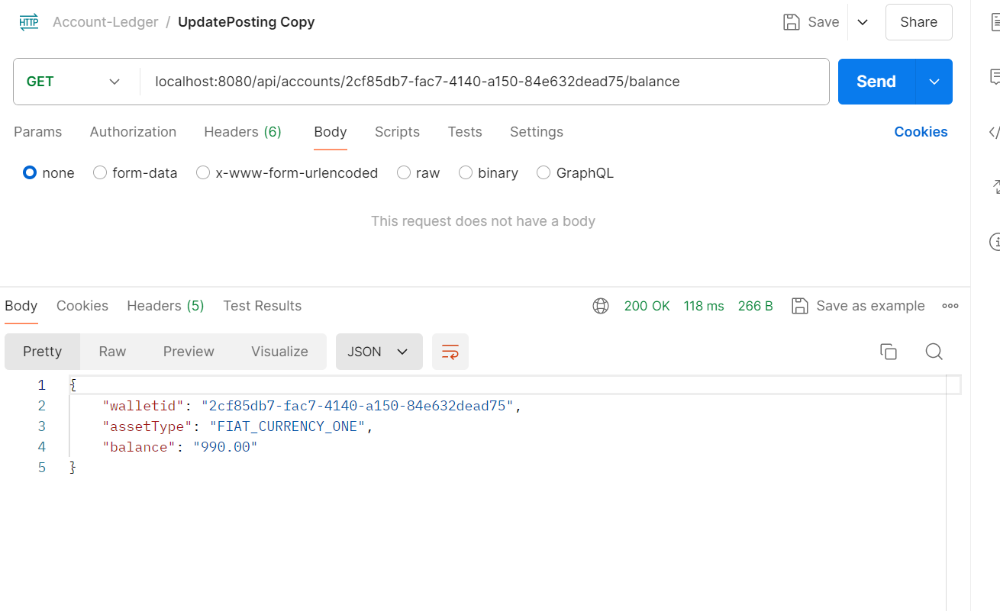 HTTP Account-Ledger / UpdatePosting Copy Save Share
GET localhost:8080/api/accounts/2cf85db7-fac7-4140-a150-84e632dead75/balance Send
Params Authorization Headers (6) Body Scripts Tests Settings Cookies
none form-data x-www-form-urlencoded raw binary GraphQL
This request does not have a body
Body Cookies Headers (5) Test Results 200 OK 118 ms 266 B Save as example
Pretty Raw Preview Visualize JSON
1 {
2 "walletid": "2cf85db7-fac7-4140-a150-84e632dead75",
3 "assetType": "FIAT_CURRENCY_ONE",
4 "balance": "990.00"
5 }